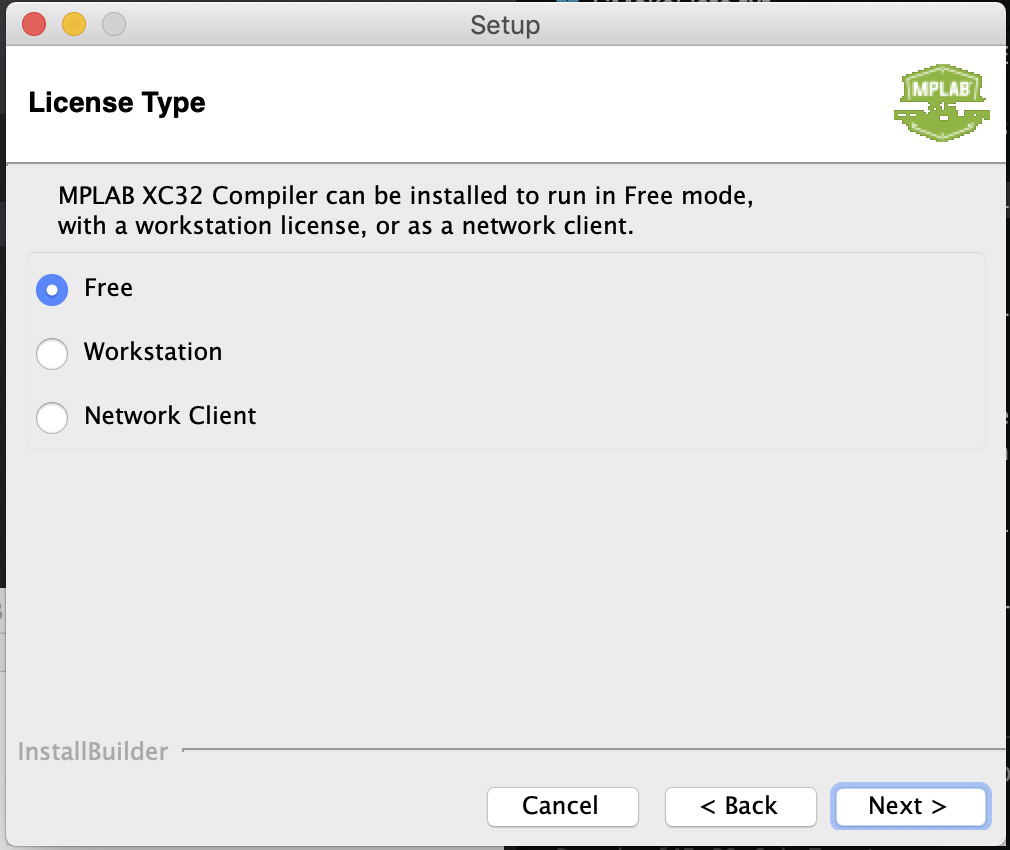 Setup
License Type
MPLAB
MPLAB XC32 Compiler can be installed to run in Free mode,
with a workstation license, or as a network client.
Free
Workstation
Network Client
InstallBuilder
Cancel
< Back
Next >